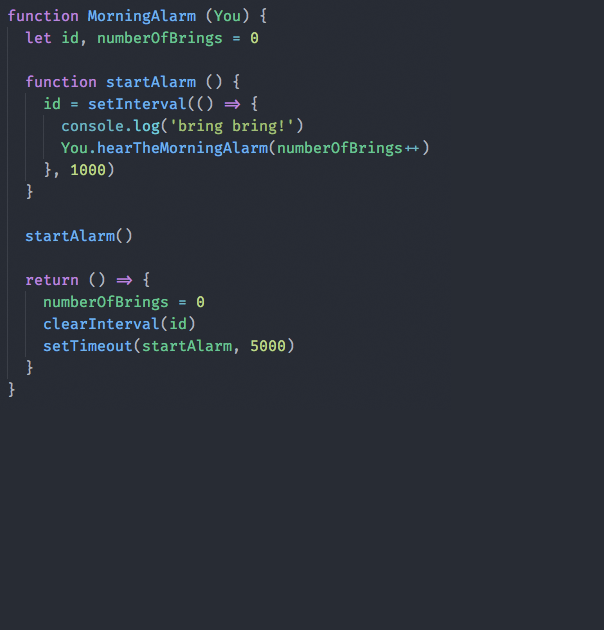 function MorningAlarm (You) {
  let id, numberOfBrings = 0

  function startAlarm () {
    id = setInterval(() => {
      console.log('bring bring!')
      You.hearTheMorningAlarm(numberOfBrings++)
    }, 1000)
  }

  startAlarm()

  return () => {
    numberOfBrings = 0
    clearInterval(id)
    setTimeout(startAlarm, 5000)
  }
}